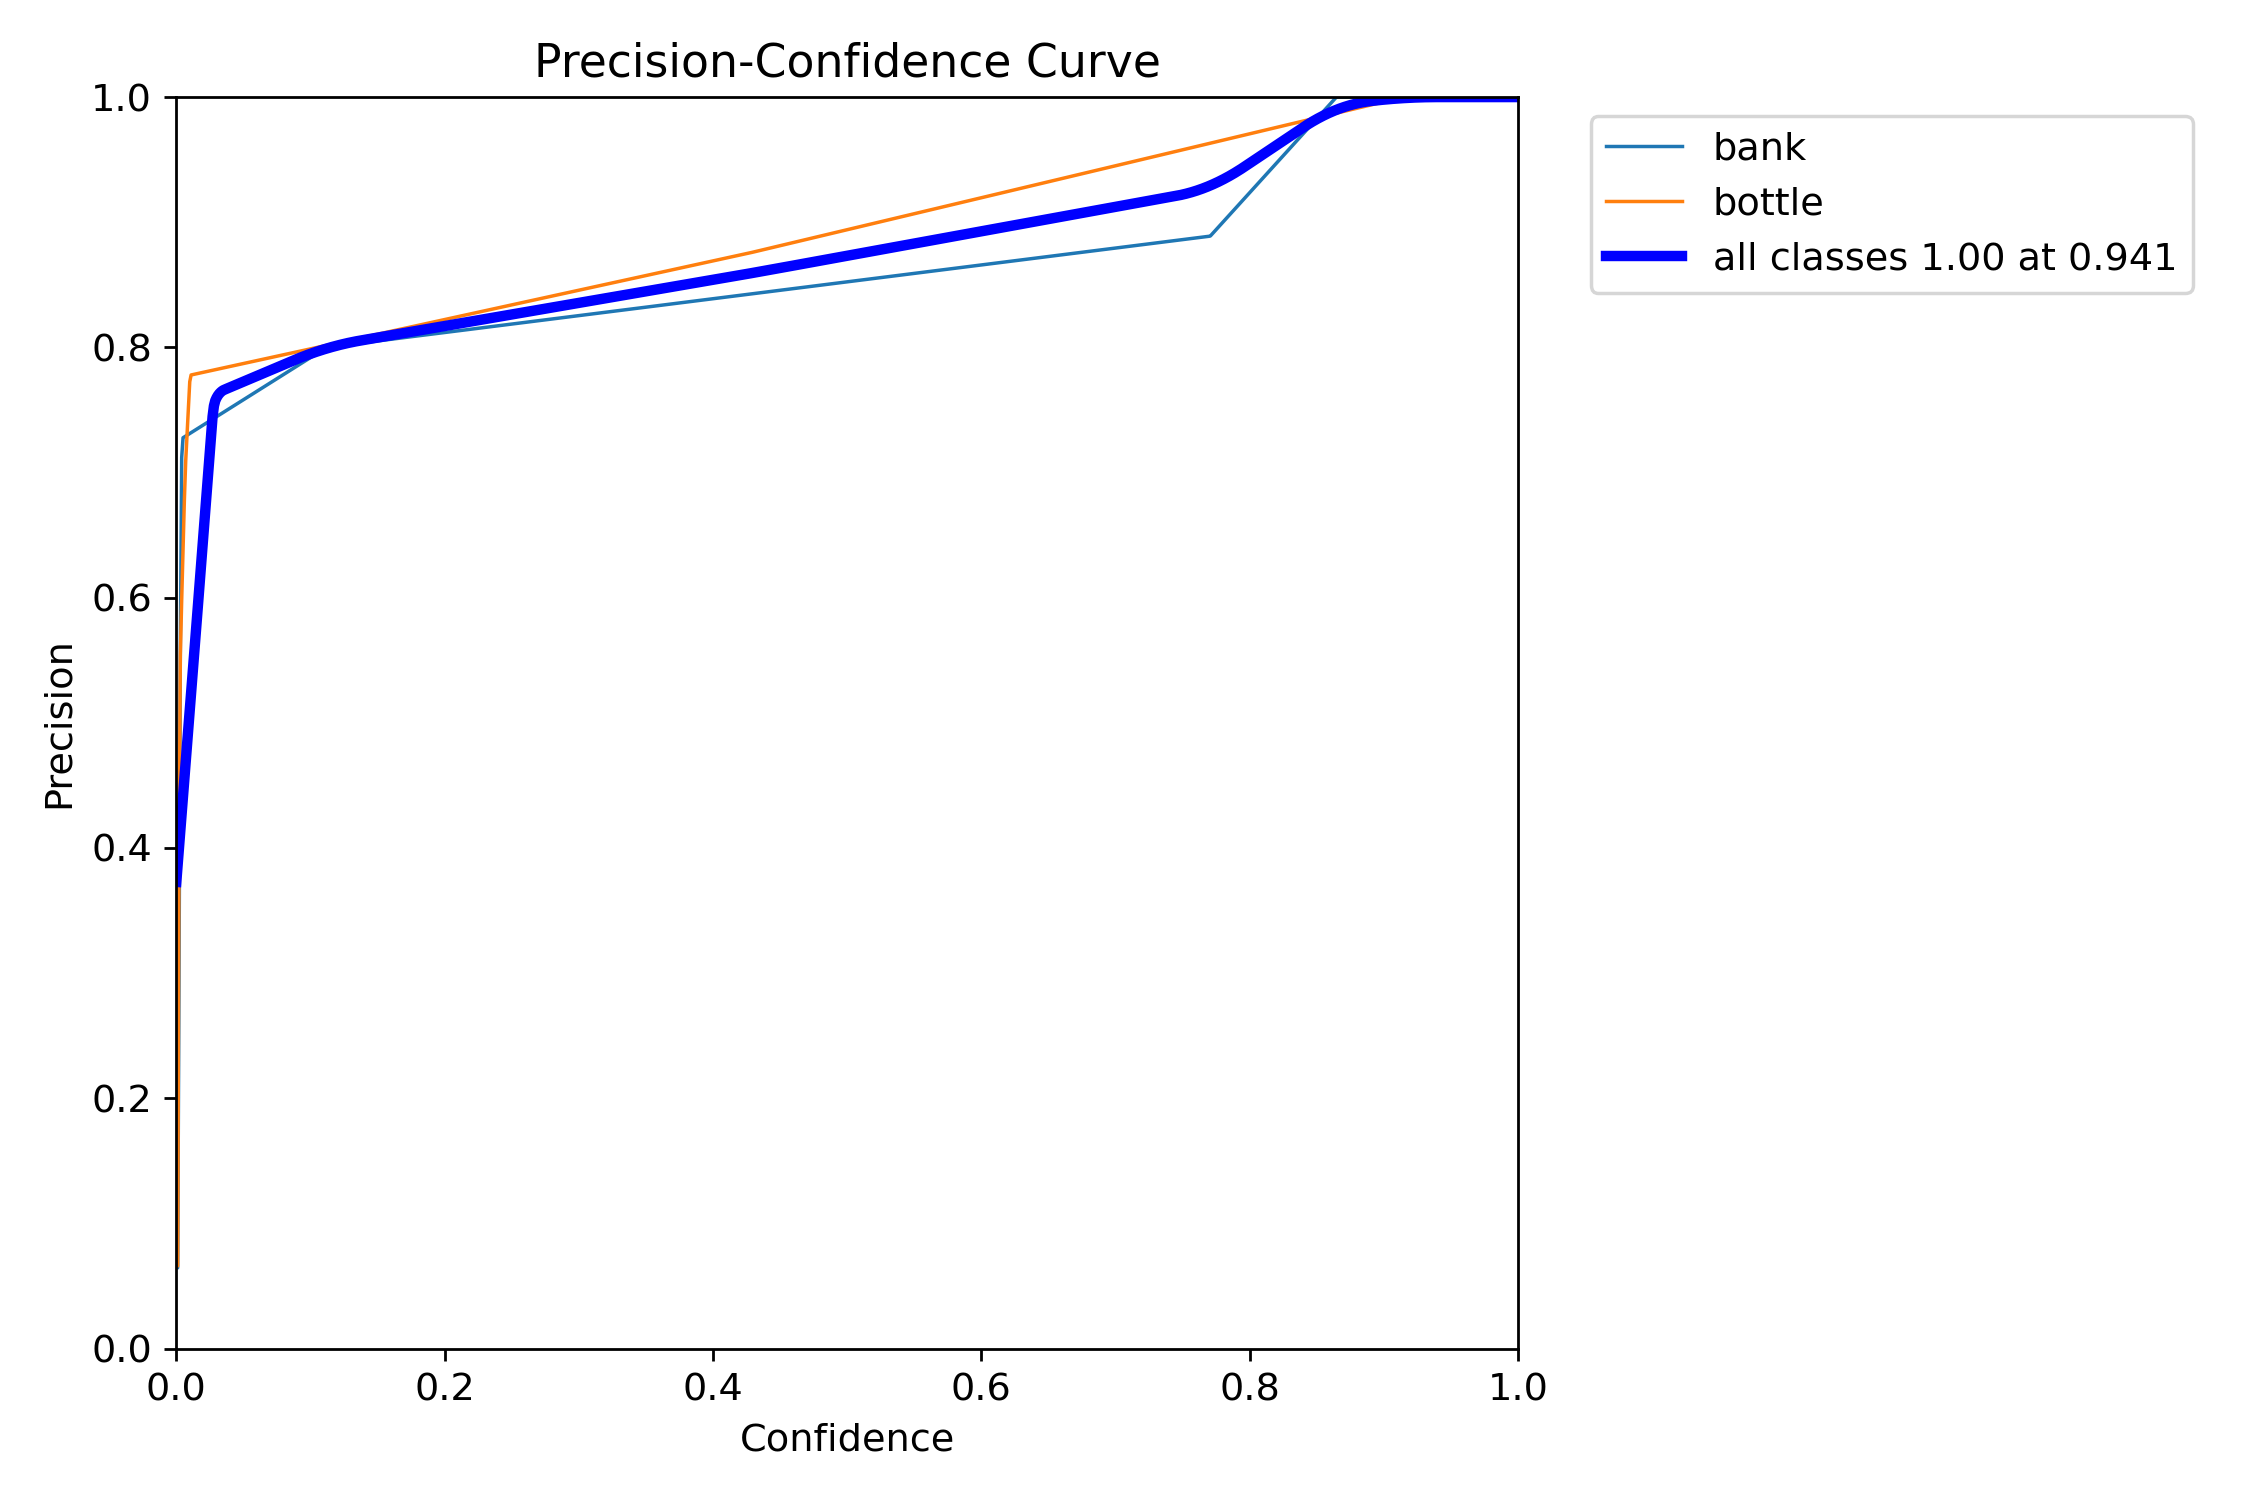 Precision-Confidence Curve
1.0
0.8
0.6
0.4
0.2
0.0
Precision
0.0 0.2 0.4 0.6 0.8 1.0
Confidence
bank
bottle
all classes 1.00 at 0.941